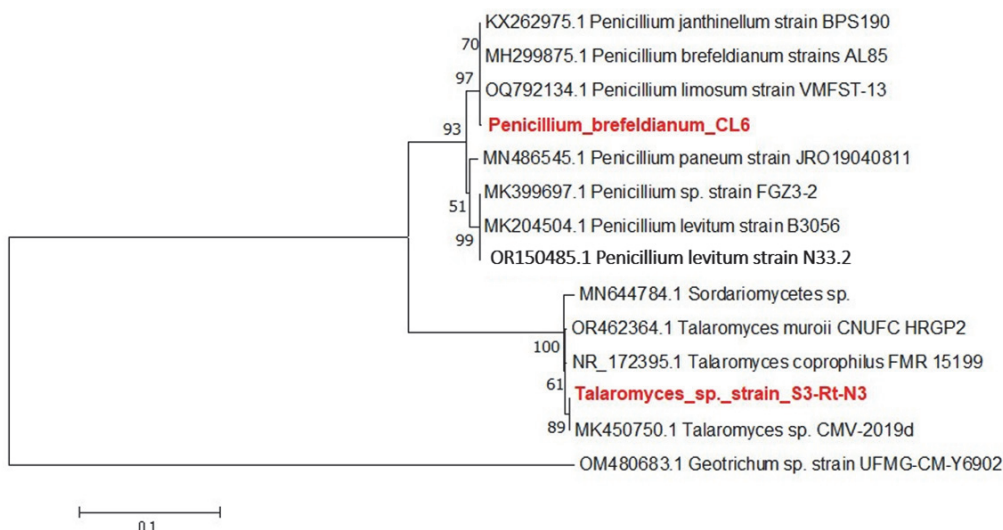 KX262975.1 Penicillium janthinellum strain BPS190
70
MH299875.1 Penicillium brefeldianum strains AL85
97
OQ792134.1 Penicillium limosum strain VMFST-13
93
Penicillium_brefeldianum_CL6
MN486545.1 Penicillium paneum strain JRO19040811
MK399697.1 Penicillium sp. strain FGZ3-2
51
MK204504.1 Penicillium levitum strain B3056
99
OR150485.1 Penicillium levitum strain N33.2
MN644784.1 Sordariomycetes sp.
OR462364.1 Talaromyces muroii CNUFC HRGP2
100
NR_172395.1 Talaromyces coprophilus FMR 15199
61
Talaromyces_sp._strain_S3-Rt-N3
89
MK450750.1 Talaromyces sp. CMV-2019d
OM480683.1 Geotrichum sp. strain UFMG-CM-Y6902
0.1